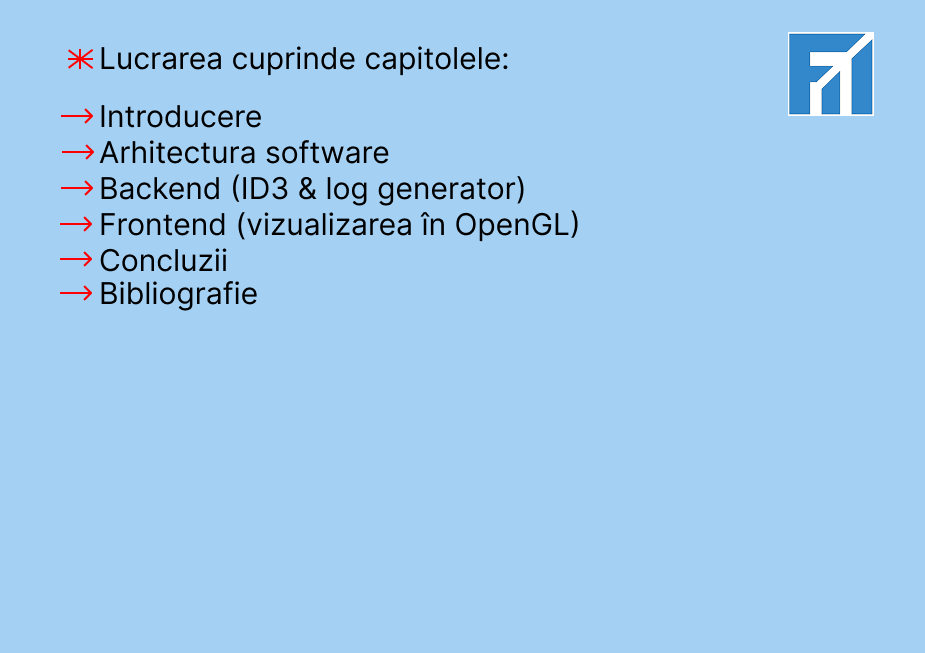 Lucrarea cuprinde capitolele:
Introducere
Arhitectura software
Backend (ID3 & log generator)
Frontend (vizualizarea în OpenGL)
Concluzii
Bibliografie